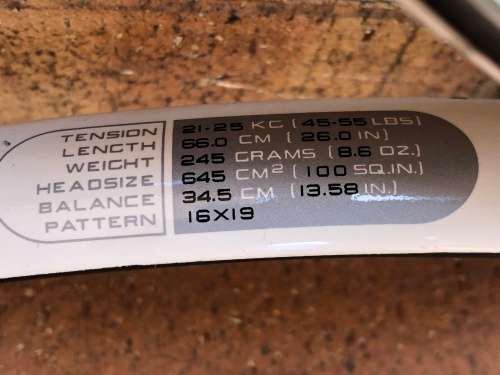 TENSION 21-25 KG (45-55 LBS)
LENGTH 66.0 CM (26.0 IN)
WEIGHT 245 GRAMS (8.6 OZ.)
HEADSIZE 645 CM² (100 SQ.IN.)
BALANCE 34.5 CM (13.58 IN.)
PATTERN 16X19